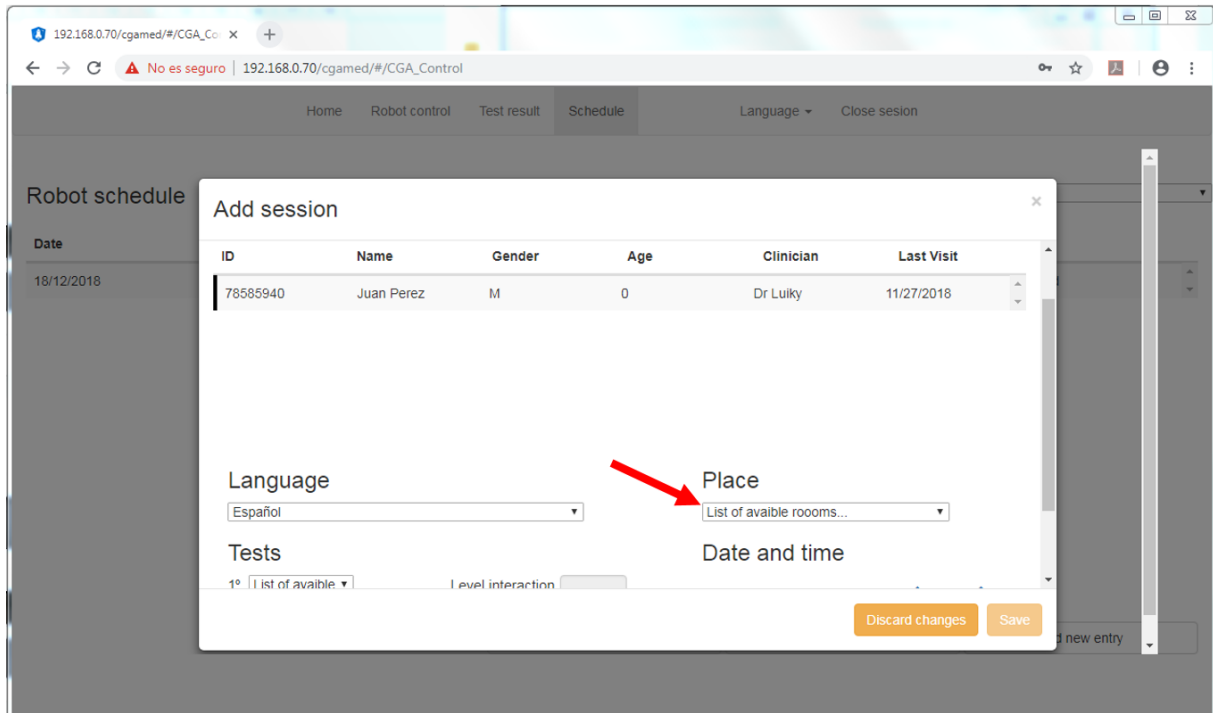 192.168.0.70/cgamed/#/CGA_Co
No es seguro | 192.168.0.70/cgamed/#/CGA_Control
Home Robot control Test result Schedule Language Close sesion
Robot schedule
Add session
×
Date
ID Name Gender Age Clinician Last Visit
18/12/2018
78585940 Juan Perez M 0 Dr Luiky 11/27/2018
Language
Place
Español
List of avaible roooms...
Tests
Date and time
1º List of avaible
Level interaction
Discard changes
Save
new entry